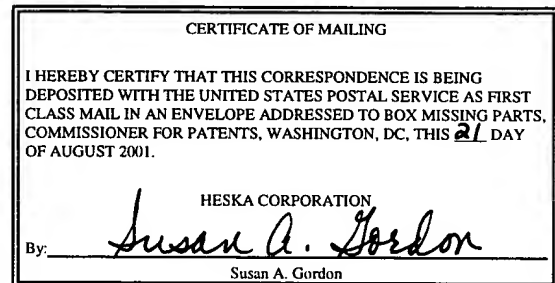 CERTIFICATE OF MAILING
I HEREBY CERTIFY THAT THIS CORRESPONDENCE IS BEING
DEPOSITED WITH THE UNITED STATES POSTAL SERVICE AS FIRST
CLASS MAIL IN AN ENVELOPE ADDRESSED TO BOX MISSING PARTS,
COMMISSIONER FOR PATENTS, WASHINGTON, DC, THIS 21 DAY
OF AUGUST 2001.
HESKA CORPORATION
By: Susan A. Gordon
Susan A. Gordon